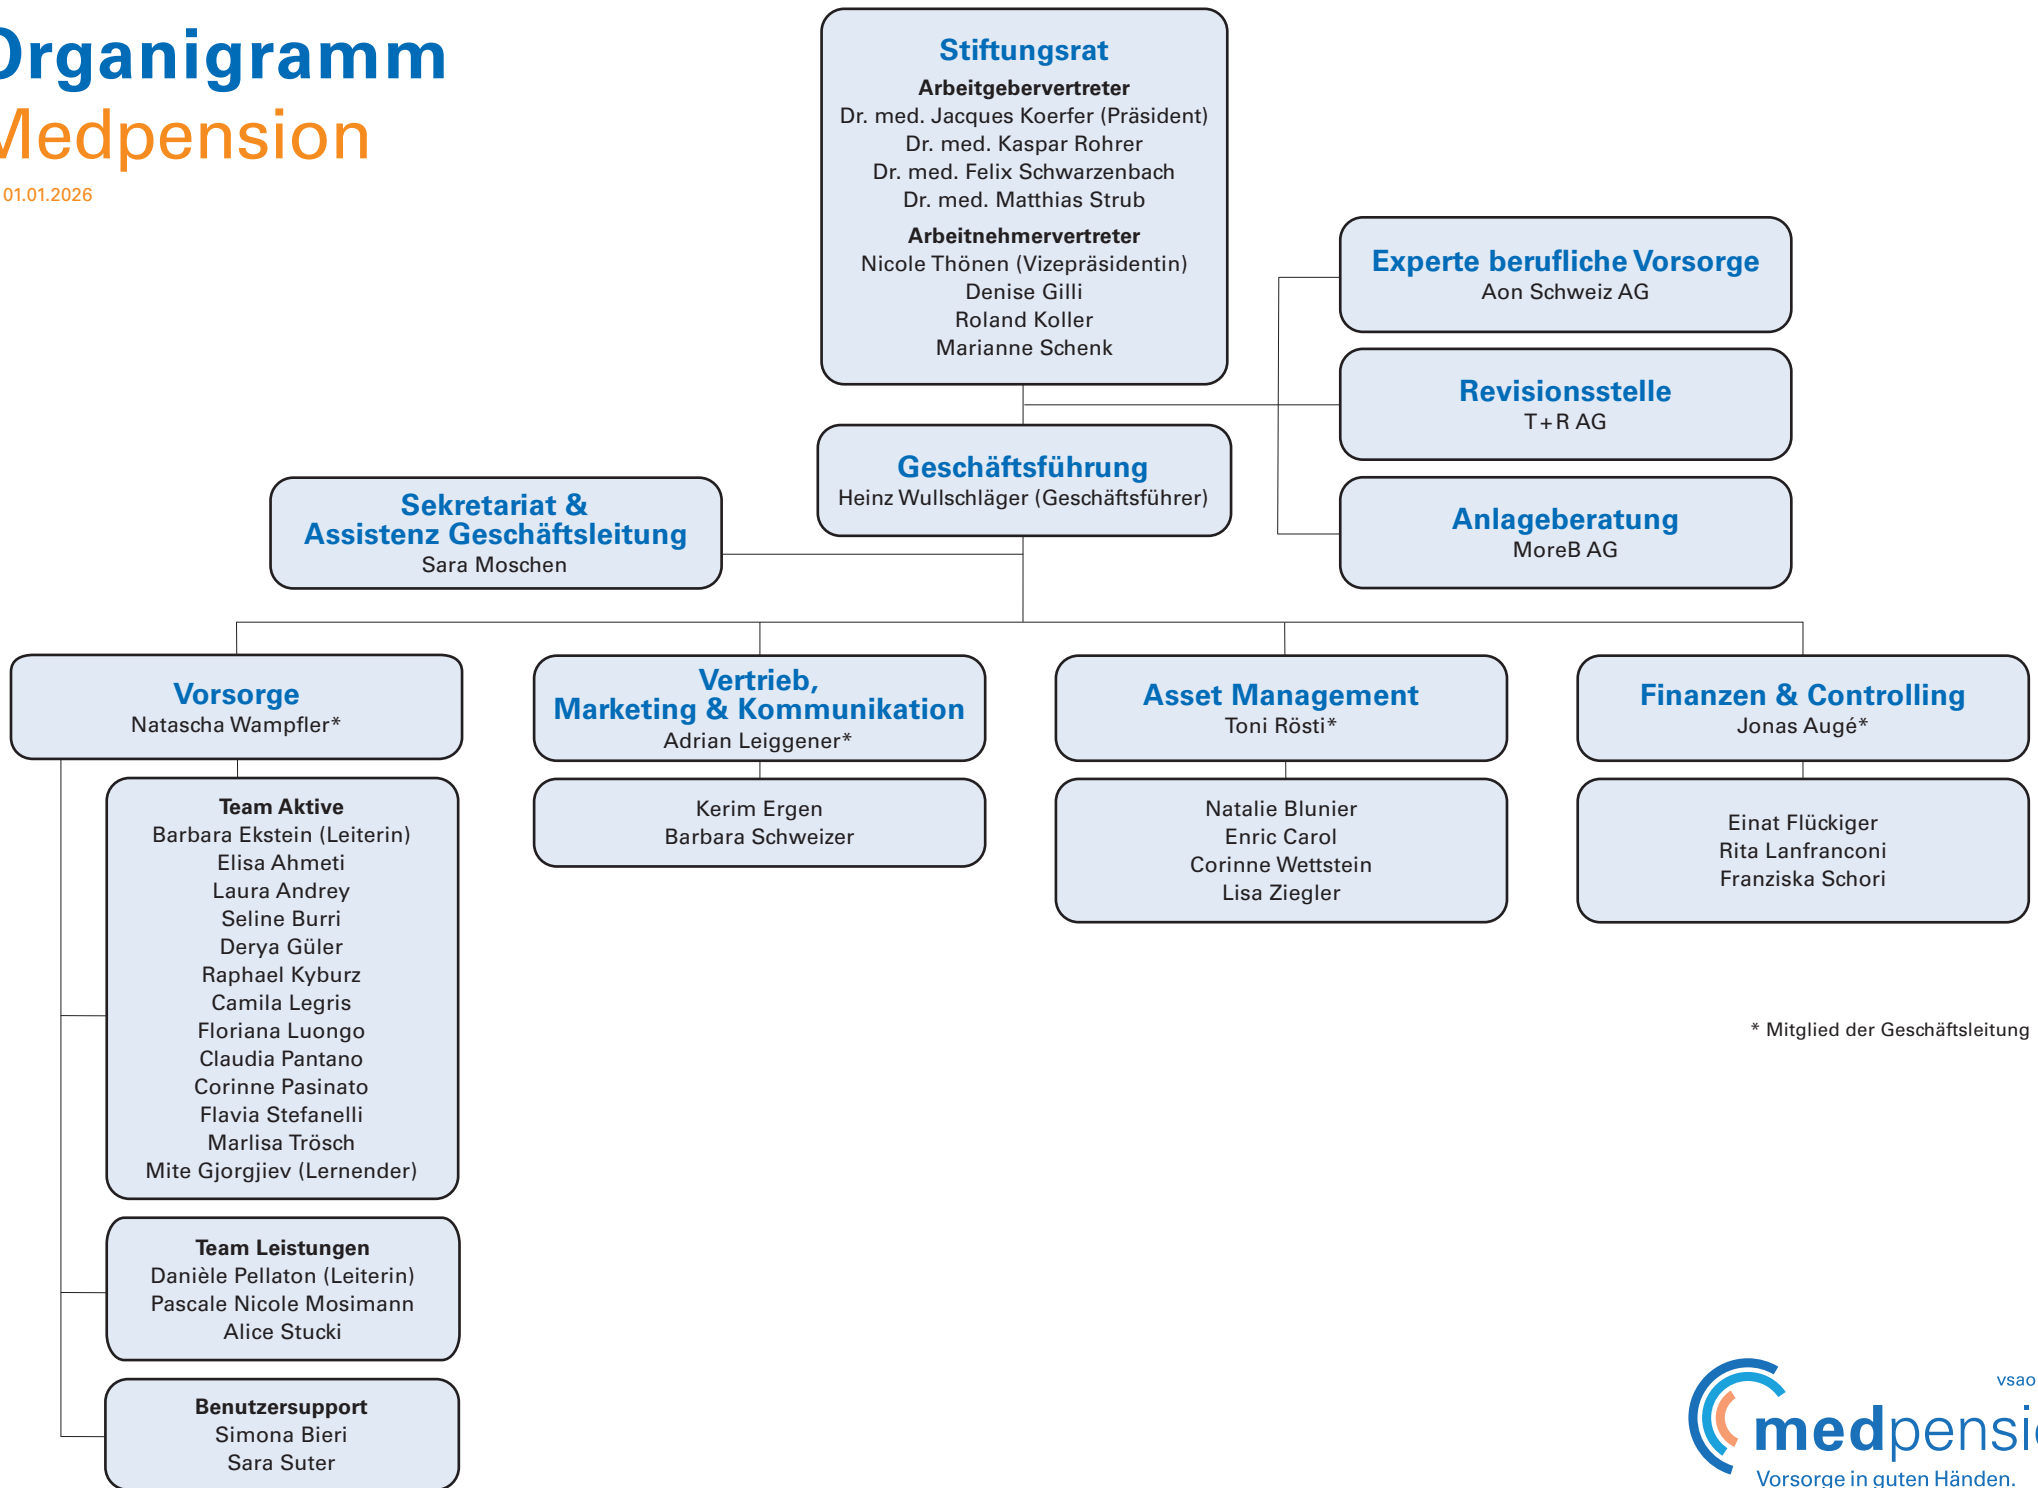 Organigramm
Medpension
01.01.2026
Stiftungsrat
Arbeitgebervertreter
Dr. med. Jacques Koerfer (Präsident)
Dr. med. Kaspar Rohrer
Dr. med. Felix Schwarzenbach
Dr. med. Matthias Strub
Arbeitnehmervertreter
Nicole Thönen (Vizepräsidentin)
Denise Gilli
Roland Koller
Marianne Schenk
Experte berufliche Vorsorge
Aon Schweiz AG
Revisionsstelle
T+R AG
Anlageberatung
MoreB AG
Geschäftsführung
Heinz Wullschläger (Geschäftsführer)
Sekretariat &
Assistenz Geschäftsleitung
Sara Moschen
Vorsorge
Natascha Wampfler*
Team Aktive
Barbara Ekstein (Leiterin)
Elisa Ahmeti
Laura Andrey
Seline Burri
Derya Güler
Raphael Kyburz
Camila Legris
Floriana Luongo
Claudia Pantano
Corinne Pasinato
Flavia Stefanelli
Marlisa Trösch
Mite Gjorgjiev (Lernender)
Team Leistungen
Danièle Pellaton (Leiterin)
Pascale Nicole Mosimann
Alice Stucki
Benutzersupport
Simona Bieri
Sara Suter
Vertrieb,
Marketing & Kommunikation
Adrian Leiggener*
Kerim Ergen
Barbara Schweizer
Asset Management
Toni Rösti*
Natalie Blunier
Enric Carol
Corinne Wettstein
Lisa Ziegler
Finanzen & Controlling
Jonas Augé*
Einat Flückiger
Rita Lanfranconi
Franziska Schori
* Mitglied der Geschäftsleitung
vsao
medpensi
Vorsorge in guten Händen.